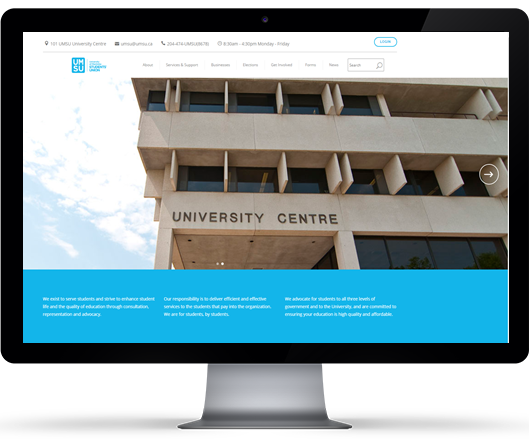 101 UMSU University Centre umsu@umsu.ca 204-474-UMSU(8678) 8:30am - 4:30pm Monday - Friday LOGIN
UM
SU
STUDENTS'
UNION
About Services & Support Businesses Elections Get Involved Forms News Search
UNIVERSITY CENTRE
We exist to serve students and strive to enhance student
life and the quality of education through consultation,
representation and advocacy.
Our responsibility is to deliver efficient and effective
services to the students that pay into the organization.
We are for students, by students.
We advocate for students to all three levels of
government and to the University, and are committed to
ensuring your education is high quality and affordable.